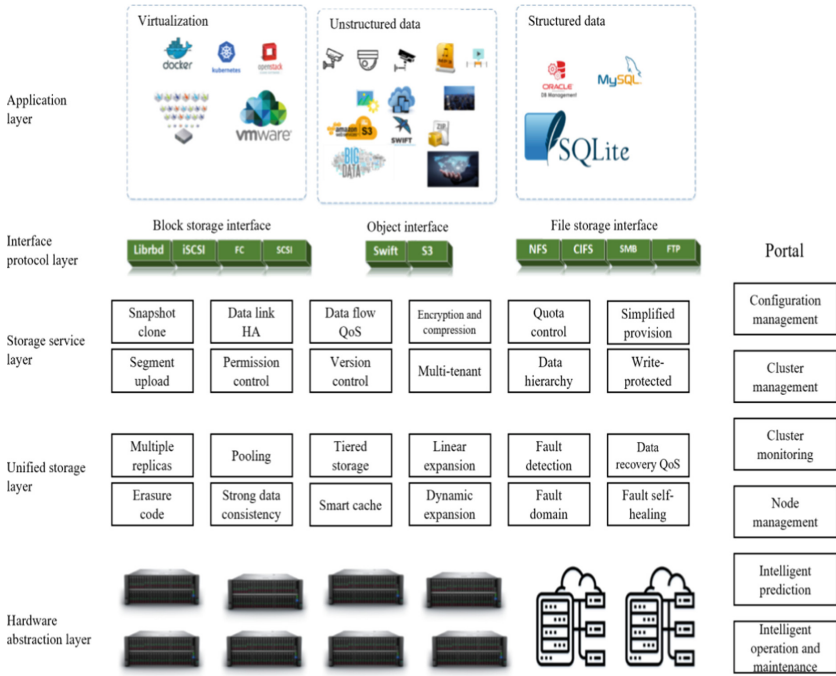 Virtualization
Unstructured data
Structured data
docker
kubernetes
openstack
vmware
amazon
S3
SWIFT
ZIP
BIG
DATA
ORACLE
DB Management
MySQL
SQLite
Application
layer
Block storage interface
Object interface
File storage interface
Interface
protocol layer
Librbd
iSCSI
FC
SCSI
Swift
S3
NFS
CIFS
SMB
FTP
Portal
Storage service
layer
Snapshot
clone
Data link
HA
Data flow
QoS
Encryption and
compression
Quota
control
Simplified
provision
Segment
upload
Permission
control
Version
control
Multi-tenant
Data
hierarchy
Write-
protected
Unified storage
layer
Multiple
replicas
Pooling
Tiered
storage
Linear
expansion
Fault
detection
Data
recovery QoS
Erasure
code
Strong data
consistency
Smart cache
Dynamic
expansion
Fault
domain
Fault self-
healing
Hardware
abstraction layer
Configuration
management
Cluster
management
Cluster
monitoring
Node
management
Intelligent
prediction
Intelligent
operation and
maintenance